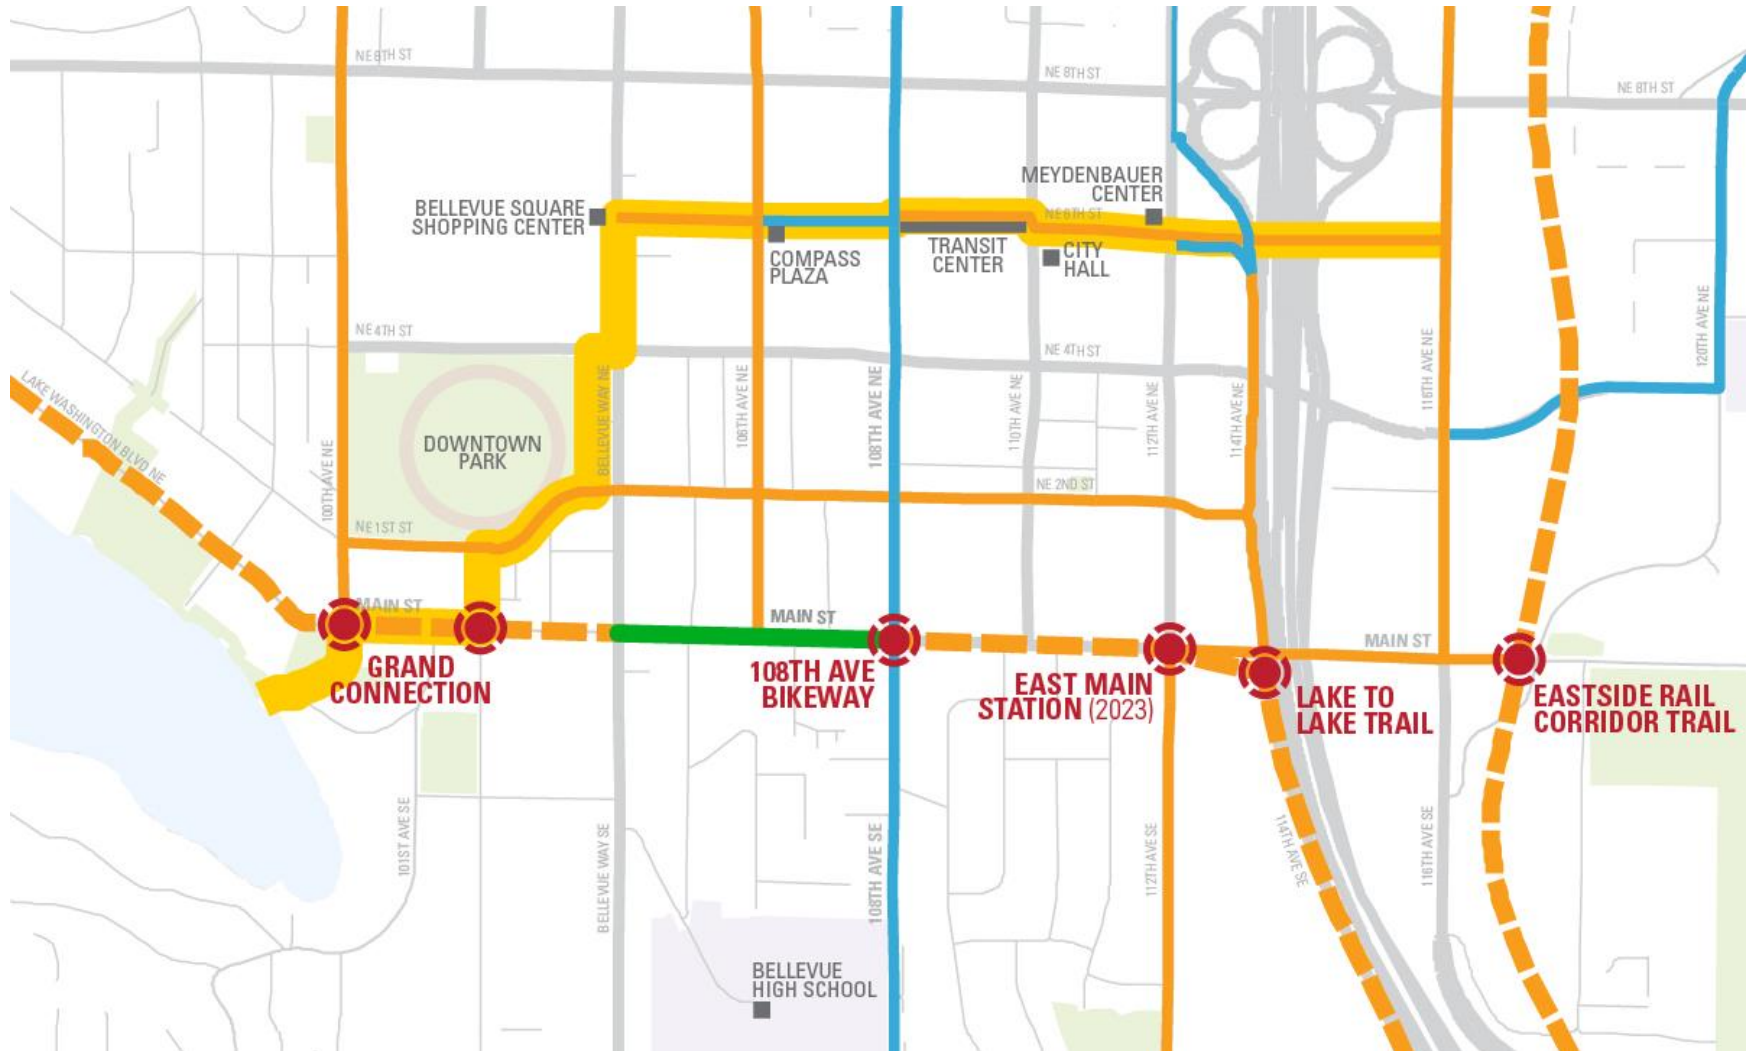 NE 8TH ST
NE 8TH ST
NE 8TH ST
MEYDENBAUER
CENTER
BELLEVUE SQUARE
SHOPPING CENTER
NE 6TH ST
COMPASS
PLAZA
TRANSIT
CENTER
CITY
HALL
NE 4TH ST
NE 4TH ST
120TH AVE NE
LAKE WASHINGTON BLVD NE
100TH AVE NE
DOWNTOWN
PARK
BELLEVUE WAY NE
106TH AVE NE
108TH AVE NE
110TH AVE NE
112TH AVE NE
114TH AVE NE
116TH AVE NE
NE 2ND ST
NE 1ST ST
MAIN ST
MAIN ST
MAIN ST
GRAND
CONNECTION
108TH AVE
BIKEWAY
EAST MAIN
STATION (2023)
LAKE TO
LAKE TRAIL
EASTSIDE RAIL
CORRIDOR TRAIL
101ST AVE SE
BELLEVUE WAY SE
108TH AVE SE
112TH AVE SE
114TH AVE SE
116TH AVE SE
BELLEVUE
HIGH SCHOOL